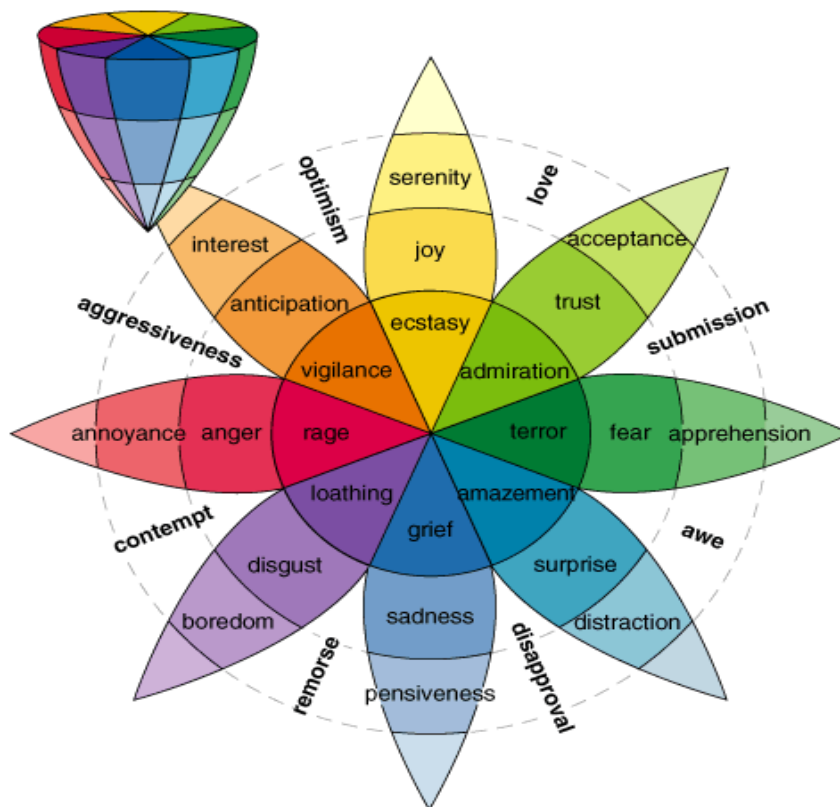 optimism
serenity
love
interest
joy
acceptance
anticipation
trust
aggressiveness
ecstasy
submission
vigilance
admiration
annoyance
anger
rage
terror
fear
apprehension
loathing
amazement
contempt
grief
awe
disgust
surprise
boredom
sadness
distraction
remorse
pensiveness
disapproval